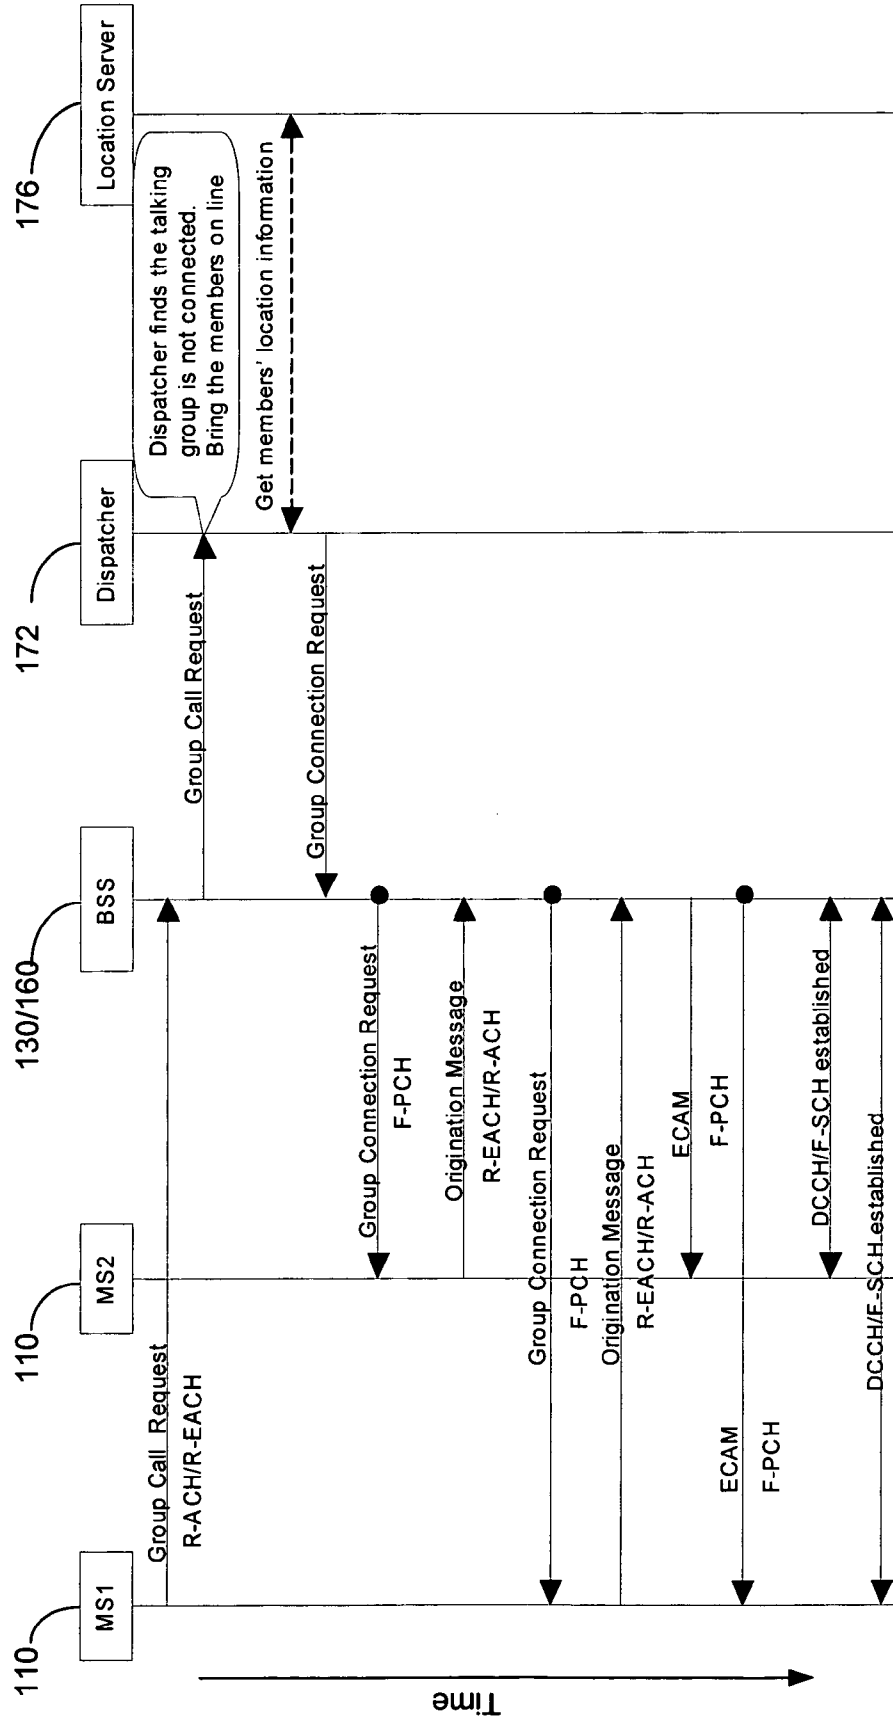 110
110
130/160
172
176
MS1
MS2
BSS
Dispatcher
Location Server
Group Call Request
R-ACH/R-EACH
Group Call Request
Dispatcher finds the talking
group is not connected.
Bring the members on line
Get members' location information
Group Connection Request
Group Connection Request
F-PCH
Origination Message
R-EACH/R-ACH
Group Connection Request
F-PCH
Origination Message
R-EACH/R-ACH
ECAM
F-PCH
ECAM
F-PCH
DCCH/F-SCH established
DCCH/F-SCH established
Time